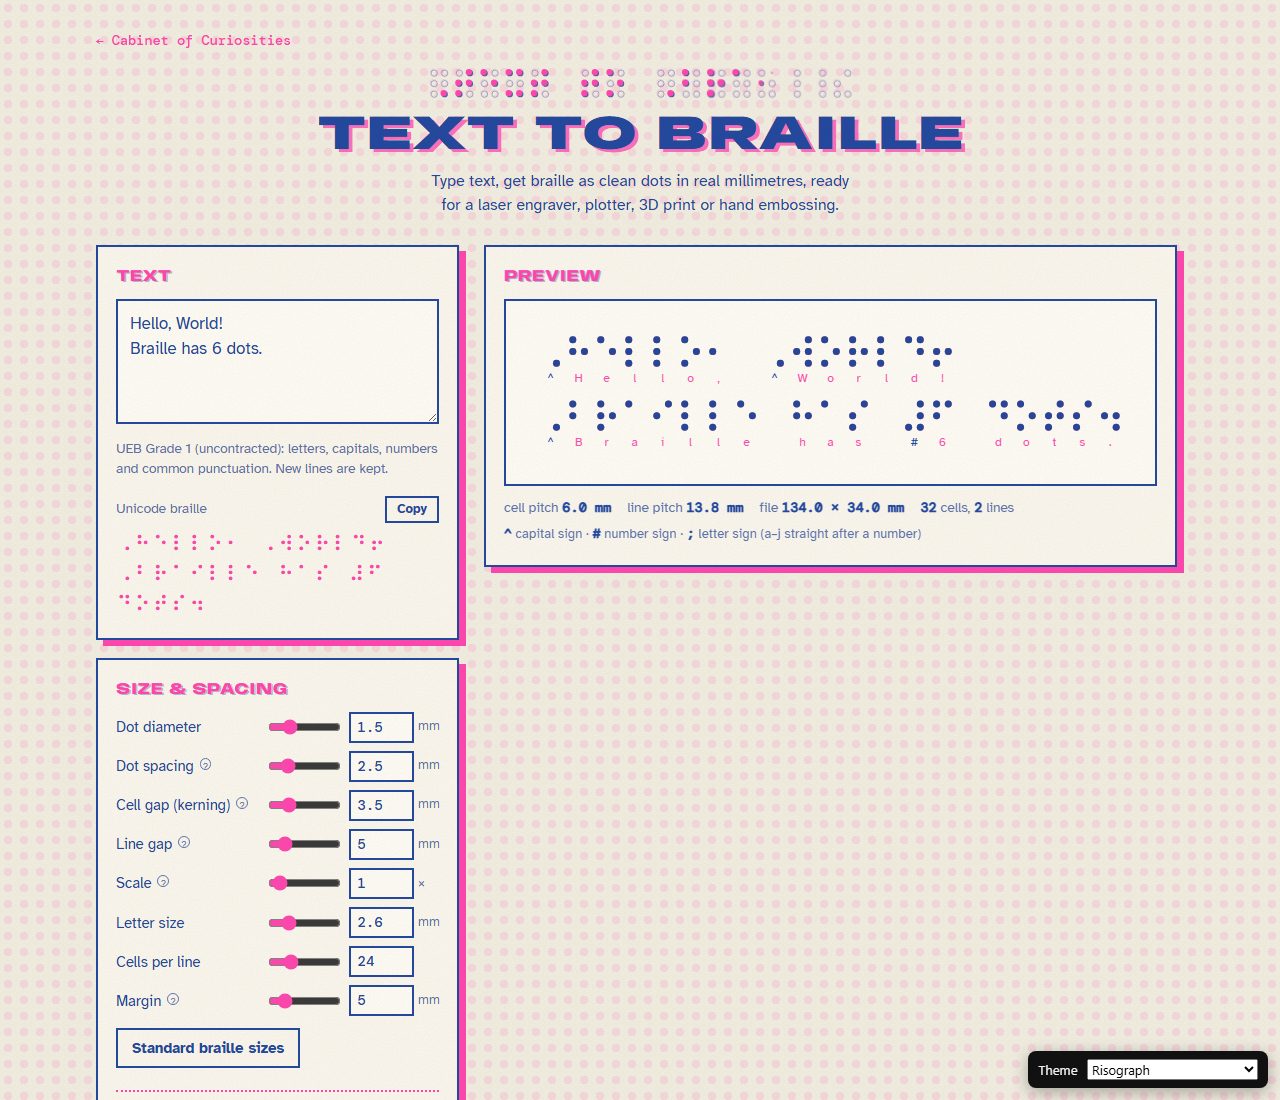 ← Cabinet of Curiosities
TEXT TO BRAILLE
Type text, get braille as clean dots in real millimetres, ready
for a laser engraver, plotter, 3D print or hand embossing.
TEXT
Hello, World!
Braille has 6 dots.
UEB Grade 1 (uncontracted): letters, capitals, numbers
and common punctuation. New lines are kept.
Unicode braille
Copy
⠠⠓⠑⠇⠇⠕⠂ ⠠⠺⠕⠗⠇⠙⠖
⠠⠃⠗⠁⠊⠇⠇⠑ ⠓⠁⠎ ⠼⠋
⠙⠕⠞⠎⠲
SIZE & SPACING
Dot diameter 1.5 mm
Dot spacing ? 2.5 mm
Cell gap (kerning) ? 3.5 mm
Line gap ? 5 mm
Scale ? 1 ×
Letter size 2.6 mm
Cells per line 24
Margin ? 5 mm
Standard braille sizes
PREVIEW
⠠⠓⠑⠇⠇⠕⠂ ⠠⠺⠕⠗⠇⠙⠖
^ H e l l o , ^ W o r l d !
⠠⠃⠗⠁⠊⠇⠇⠑ ⠓⠁⠎ ⠼⠋ ⠙⠕⠞⠎⠲
^ B r a i l l e h a s # 6 d o t s .
cell pitch 6.0 mm line pitch 13.8 mm file 134.0 × 34.0 mm 32 cells, 2 lines
^ capital sign · # number sign · ; letter sign (a–j straight after a number)
Theme Risograph